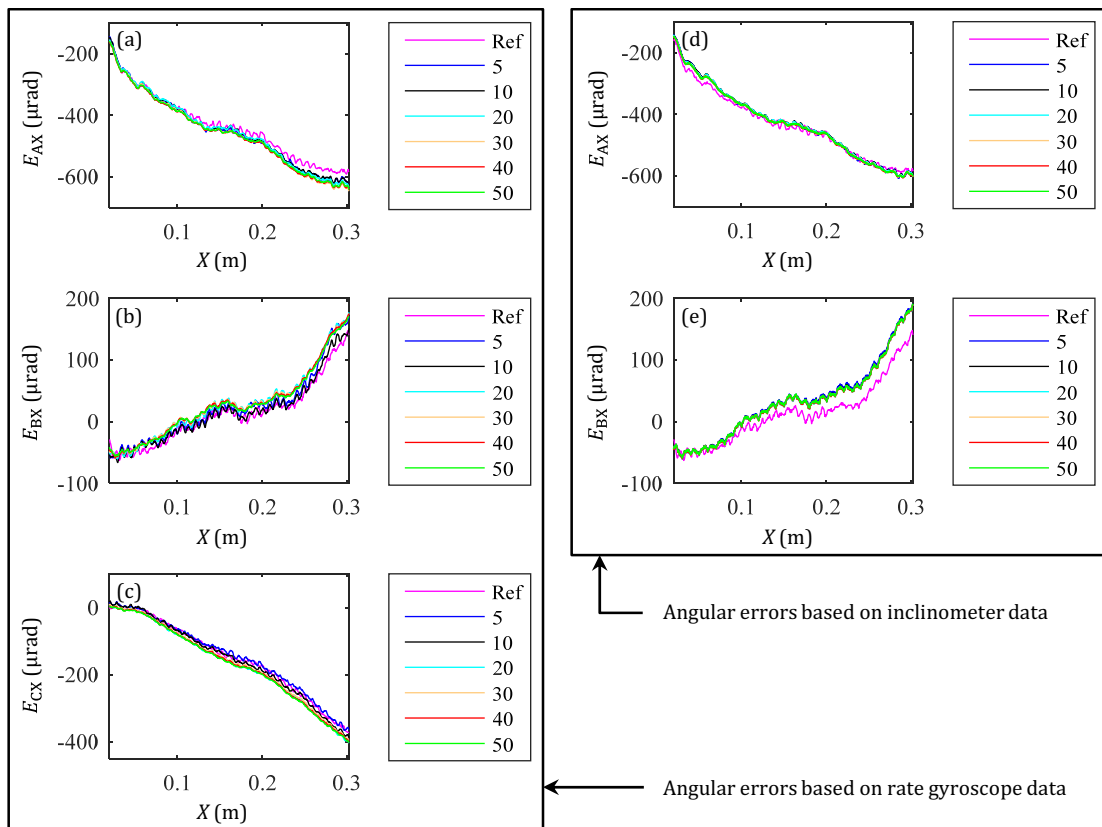 (a)
-200
-400
-600
E_AX (μrad)
0.1 0.2 0.3
X (m)
Ref
5
10
20
30
40
50
(b)
200
100
0
-100
E_BX (μrad)
0.1 0.2 0.3
X (m)
Ref
5
10
20
30
40
50
(c)
0
-200
-400
E_CX (μrad)
0.1 0.2 0.3
X (m)
Ref
5
10
20
30
40
50
(d)
-200
-400
-600
E_AX (μrad)
0.1 0.2 0.3
X (m)
Ref
5
10
20
30
40
50
(e)
200
100
0
-100
E_BX (μrad)
0.1 0.2 0.3
X (m)
Ref
5
10
20
30
40
50
Angular errors based on inclinometer data
Angular errors based on rate gyroscope data